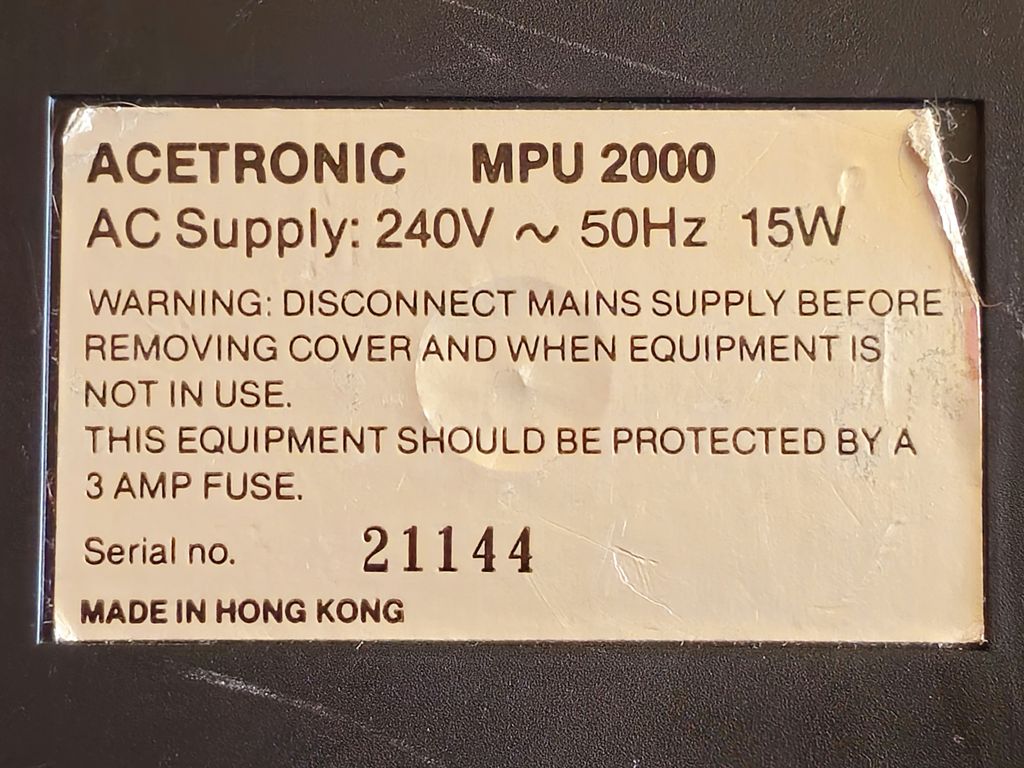 ACETRONIC MPU 2000
AC Supply: 240V ~ 50Hz 15W
WARNING: DISCONNECT MAINS SUPPLY BEFORE
REMOVING COVER AND WHEN EQUIPMENT IS
NOT IN USE.
THIS EQUIPMENT SHOULD BE PROTECTED BY A
3 AMP FUSE.
Serial no. 21144
MADE IN HONG KONG